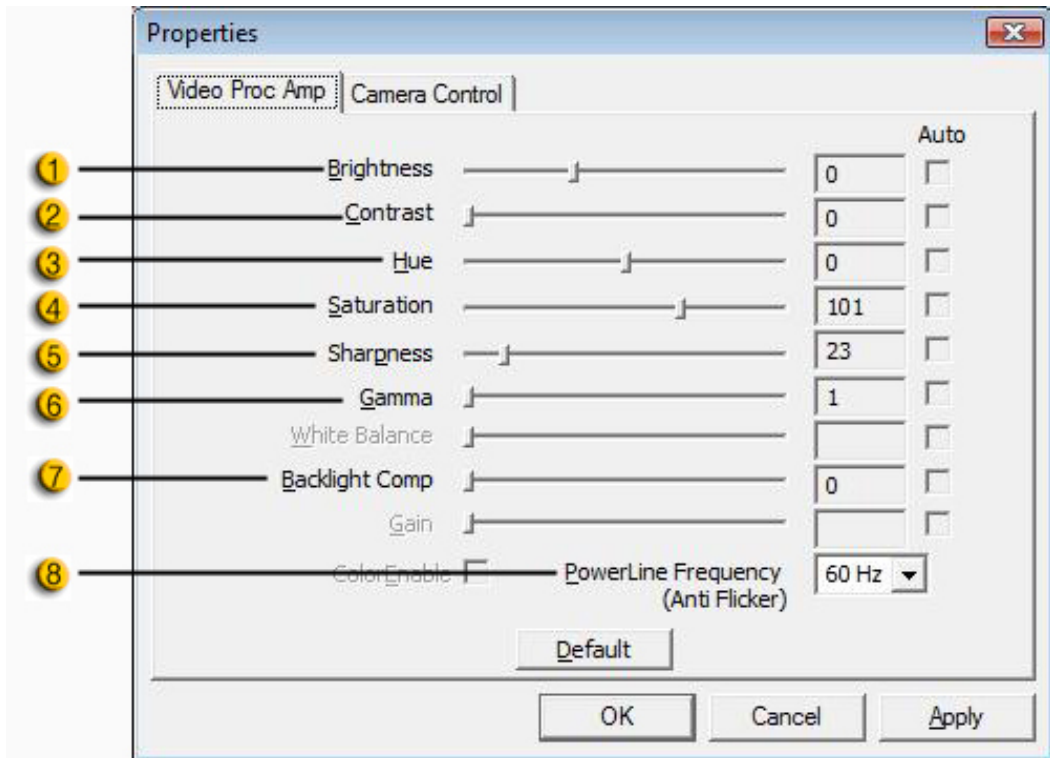 Properties
Video Proc Amp Camera Control
Auto
1 Brightness 0
2 Contrast 0
3 Hue 0
4 Saturation 101
5 Sharpness 23
6 Gamma 1
White Balance
7 Backlight Comp 0
Gain
8 ColorEnable PowerLine Frequency 60 Hz
(Anti Flicker)
Default
OK Cancel Apply